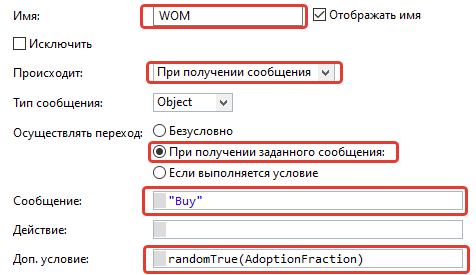 Имя: WOM Отображать имя
Исключить
Происходит: При получении сообщения
Тип сообщения: Object
Осуществлять переход: Безусловно
При получении заданного сообщения:
Если выполняется условие
Сообщение: "Buy"
Действие:
Доп. условие: randomTrue(AdoptionFraction)